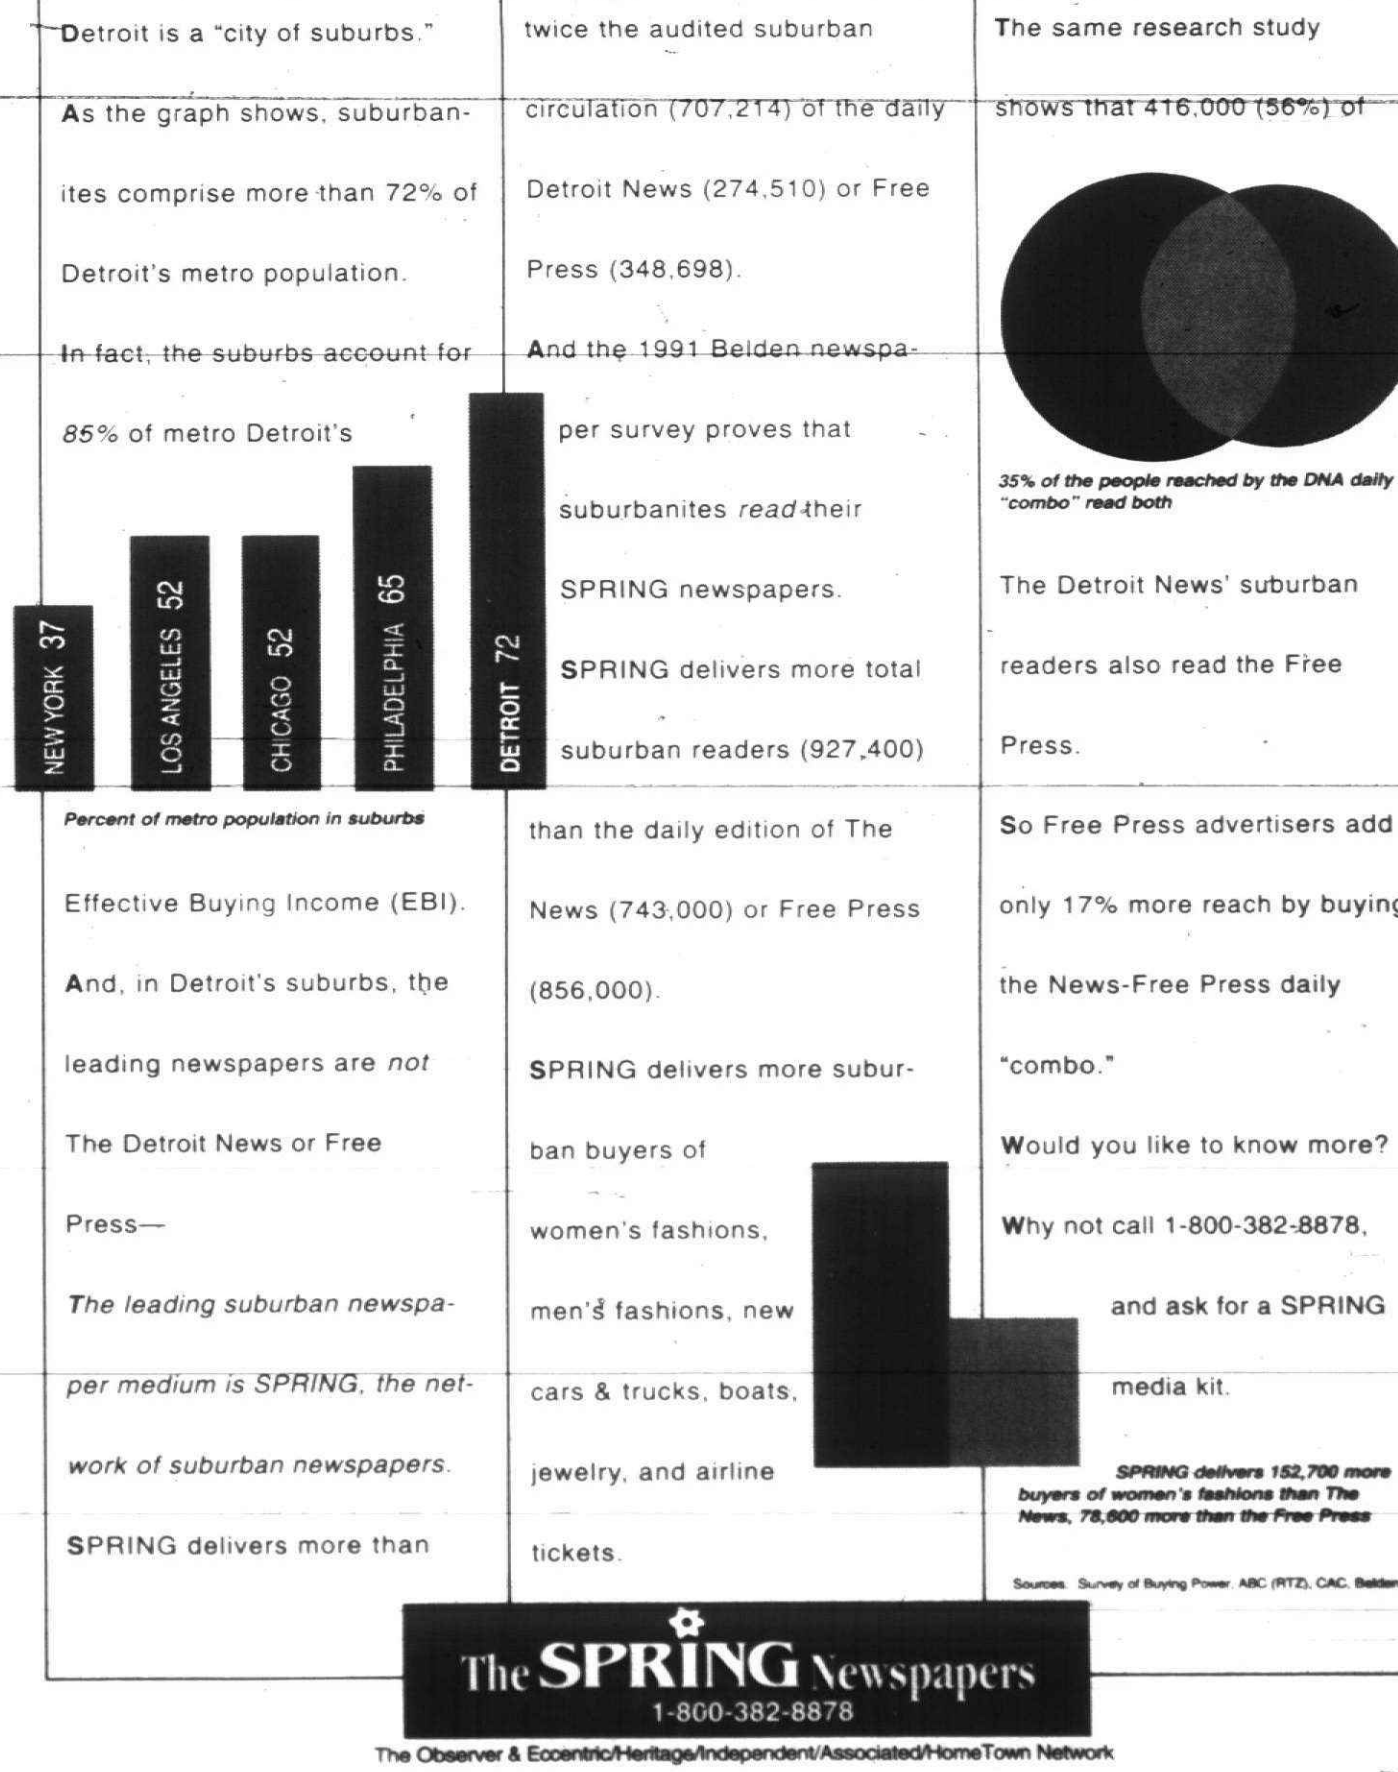 Detroit is a "city of suburbs."
As the graph shows, suburban-
ites comprise more than 72% of
Detroit's metro population.
In fact, the suburbs account for
85% of metro Detroit's
NEW YORK 37
LOS ANGELES 52
CHICAGO 52
PHILADELPHIA 65
DETROIT 72
Percent of metro population in suburbs
Effective Buying Income (EBI).
And, in Detroit's suburbs, the
leading newspapers are not
The Detroit News or Free
Press—
The leading suburban newspa-
per medium is SPRING, the net-
work of suburban newspapers.
SPRING delivers more than
twice the audited suburban
circulation (707,214) of the daily
Detroit News (274,510) or Free
Press (348,698).
And the 1991 Belden newspa-
per survey proves that
suburbanites read their
SPRING newspapers.
SPRING delivers more total
suburban readers (927,400)
than the daily edition of The
News (743,000) or Free Press
(856,000).
SPRING delivers more subur-
ban buyers of
women's fashions,
men's fashions, new
cars & trucks, boats,
jewelry, and airline
tickets.
The same research study
shows that 416,000 (56%) of
35% of the people reached by the DNA daily
"combo" read both
The Detroit News' suburban
readers also read the Free
Press.
So Free Press advertisers add
only 17% more reach by buying
the News-Free Press daily
"combo."
Would you like to know more?
Why not call 1-800-382-8878,
and ask for a SPRING
media kit.
SPRING delivers 152,700 more
buyers of women's fashions than The
News, 78,600 more than the Free Press
Sources: Survey of Buying Power, ABC (RTZ), CAC, Belden
The SPRING Newspapers
1-800-382-8878
The Observer & Eccentric/Heritage/Independent/Associated/HomeTown Network